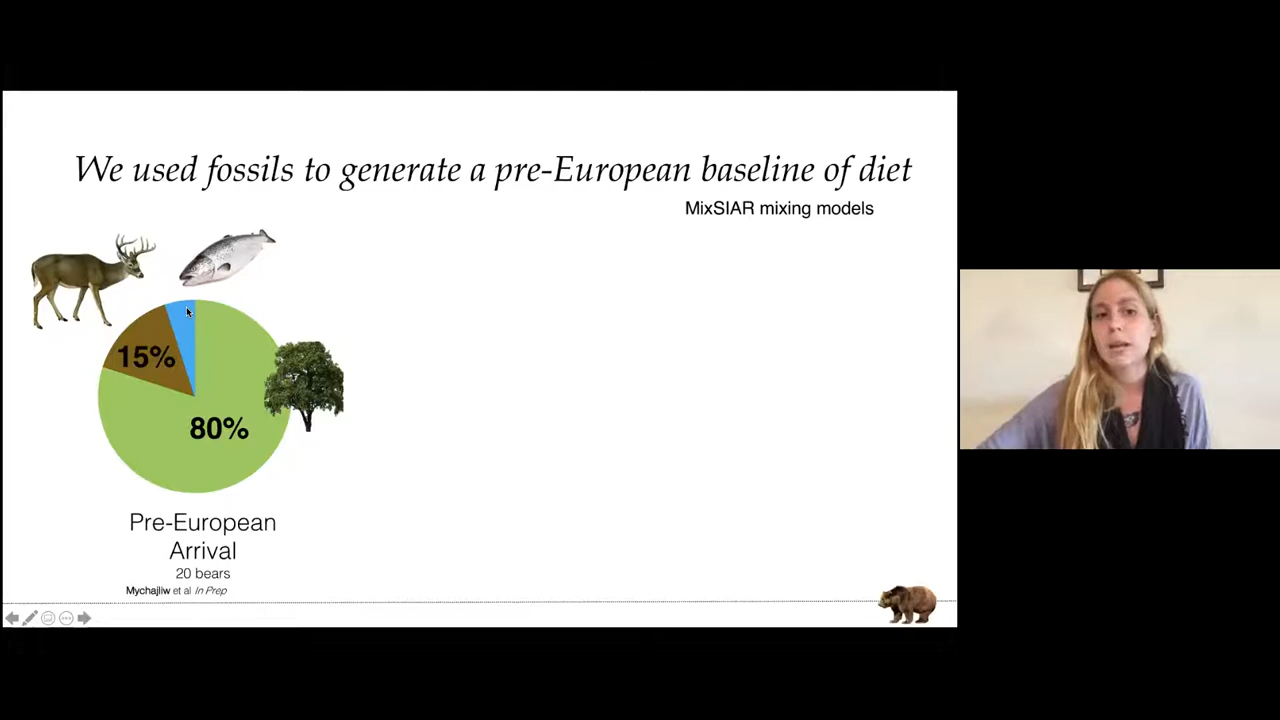 We used fossils to generate a pre-European baseline of diet
MixSIAR mixing models
15%
80%
Pre-European
Arrival
20 bears
Mychajliw et al In Prep